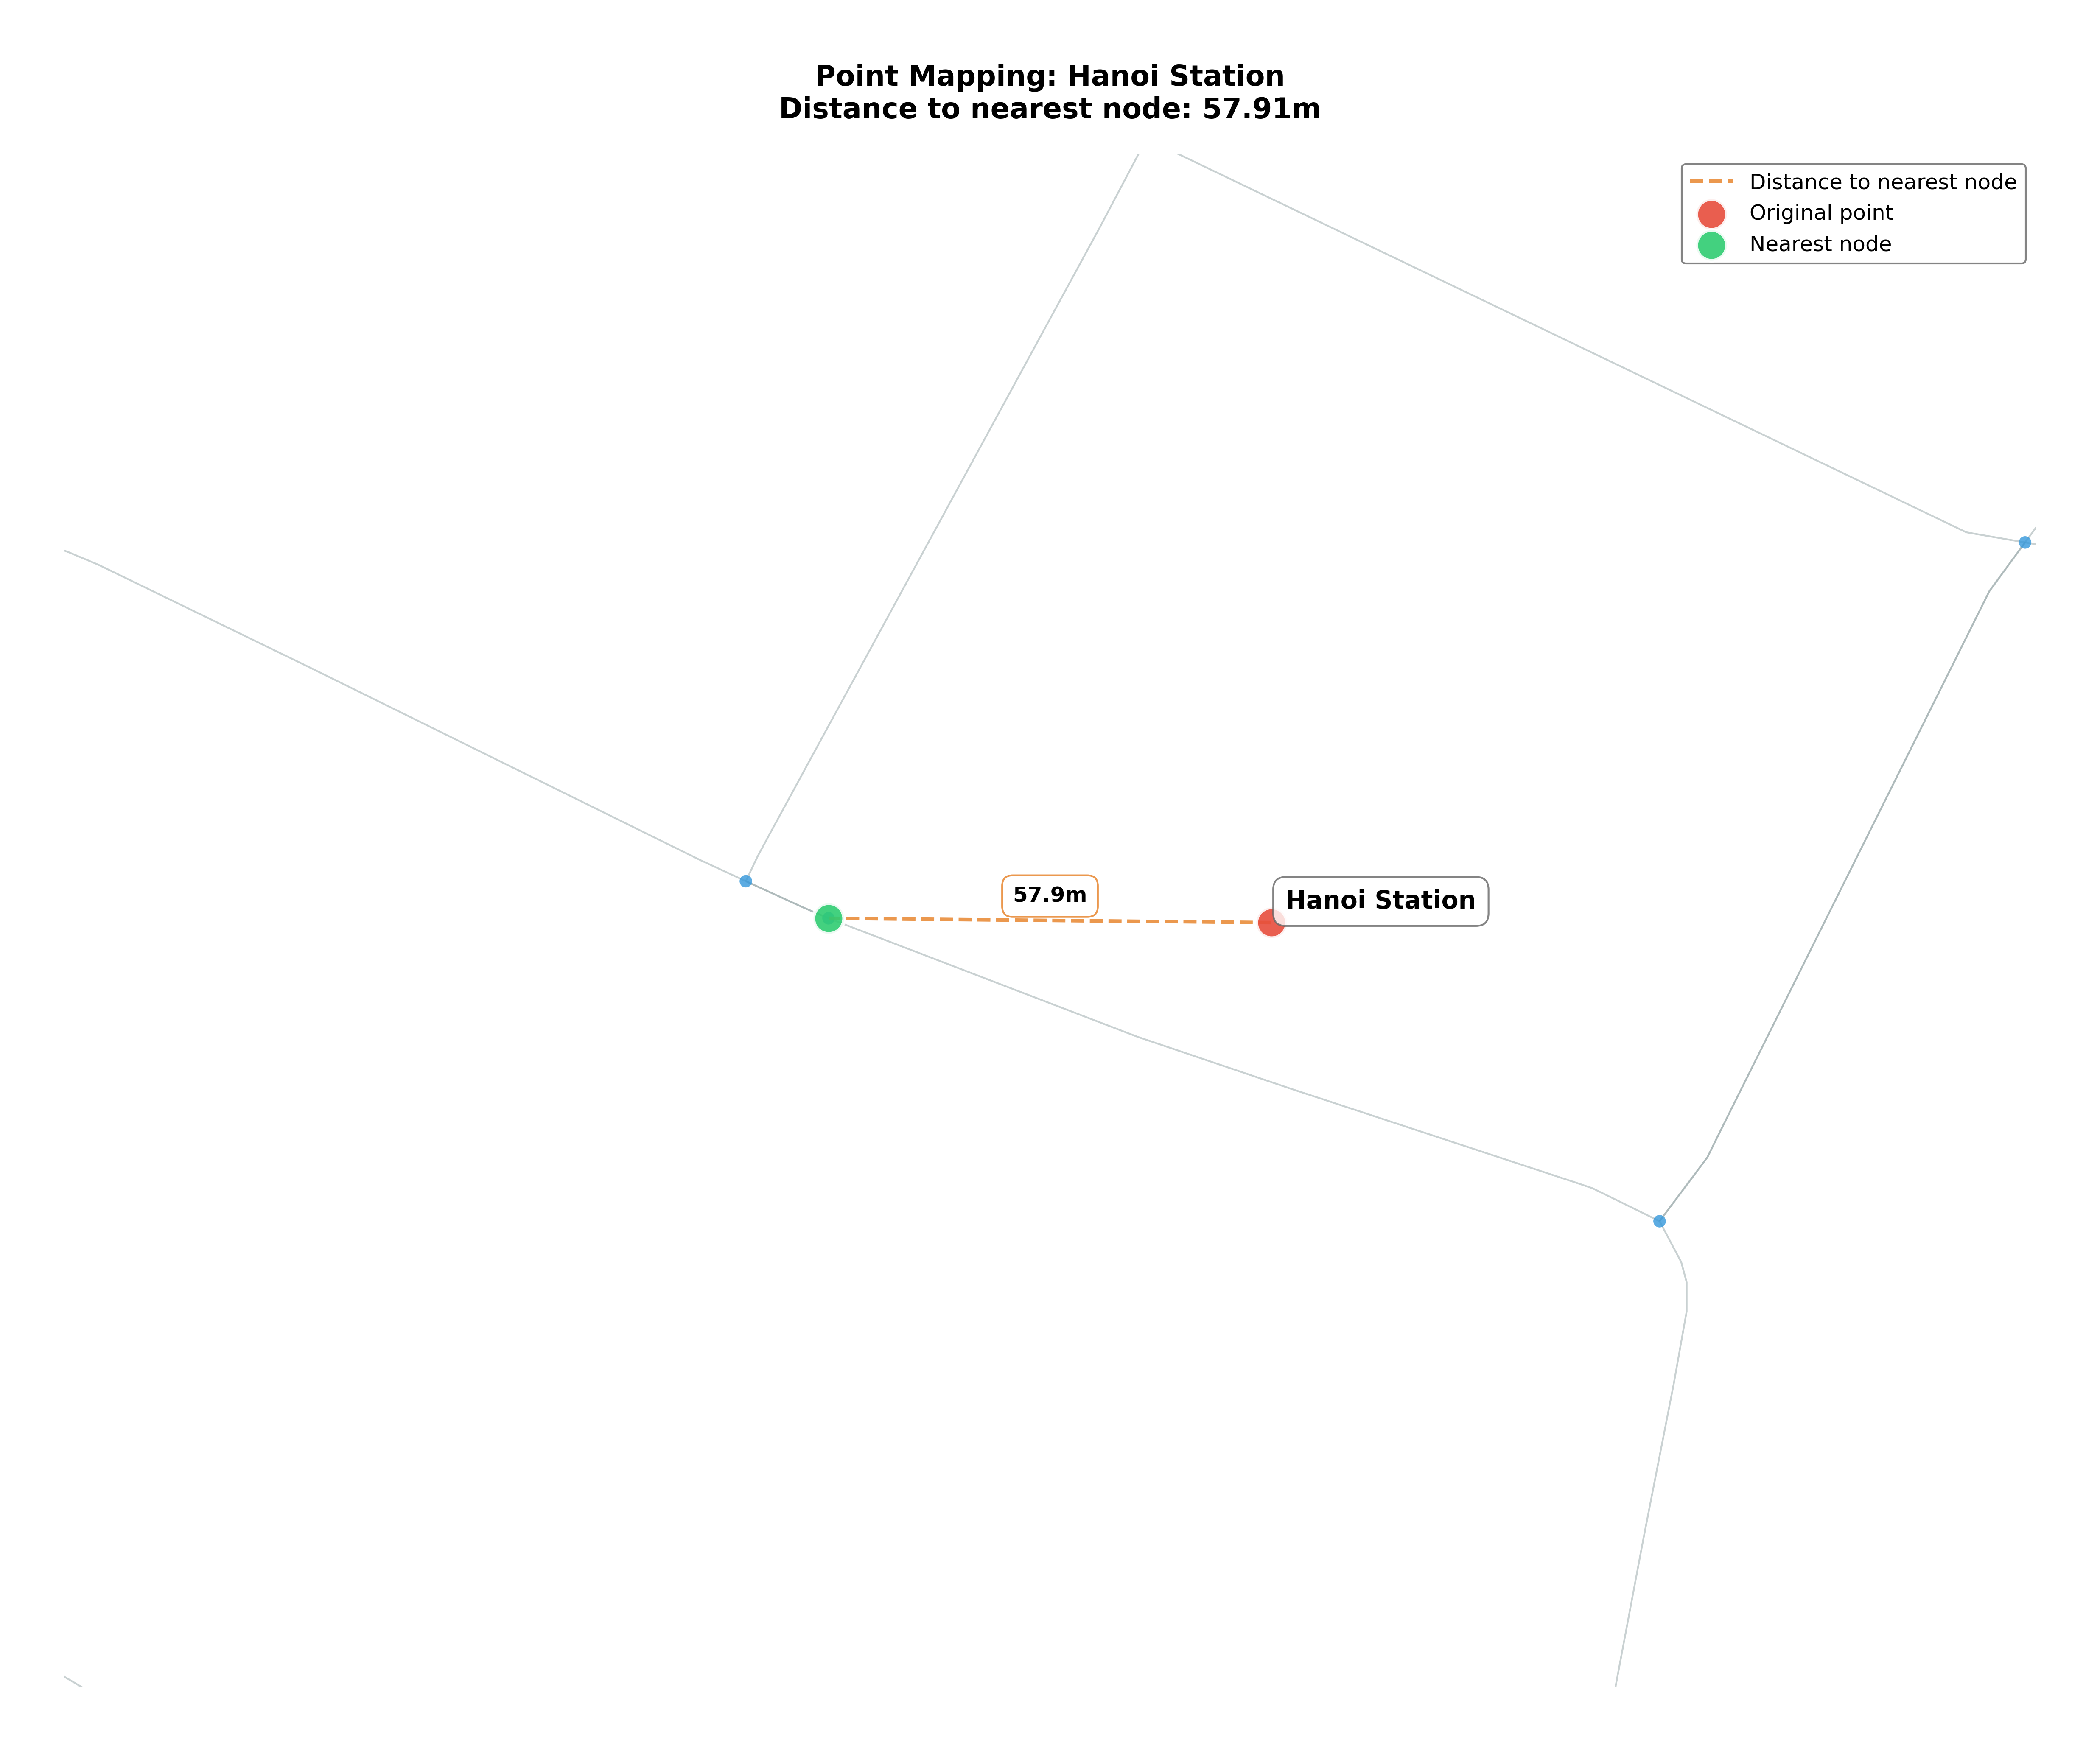 Point Mapping: Hanoi Station
Distance to nearest node: 57.91m
Distance to nearest node
Original point
Nearest node
57.9m
Hanoi Station